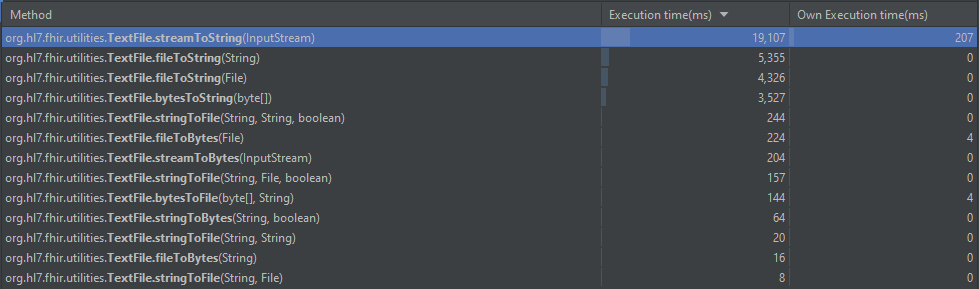 Method Execution time(ms) Own Execution time(ms)
org.hl7.fhir.utilities.TextFile.streamToString(InputStream) 19,107 207
org.hl7.fhir.utilities.TextFile.fileToString(String) 5,355 0
org.hl7.fhir.utilities.TextFile.fileToString(File) 4,326 0
org.hl7.fhir.utilities.TextFile.bytesToString(byte[]) 3,527 0
org.hl7.fhir.utilities.TextFile.stringToFile(String, String, boolean) 244 0
org.hl7.fhir.utilities.TextFile.fileToBytes(File) 224 4
org.hl7.fhir.utilities.TextFile.streamToBytes(InputStream) 204 0
org.hl7.fhir.utilities.TextFile.stringToFile(String, File, boolean) 157 0
org.hl7.fhir.utilities.TextFile.bytesToFile(byte[], String) 144 4
org.hl7.fhir.utilities.TextFile.stringToBytes(String, boolean) 64 0
org.hl7.fhir.utilities.TextFile.stringToFile(String, String) 20 0
org.hl7.fhir.utilities.TextFile.fileToBytes(String) 16 0
org.hl7.fhir.utilities.TextFile.stringToFile(String, File) 8 0